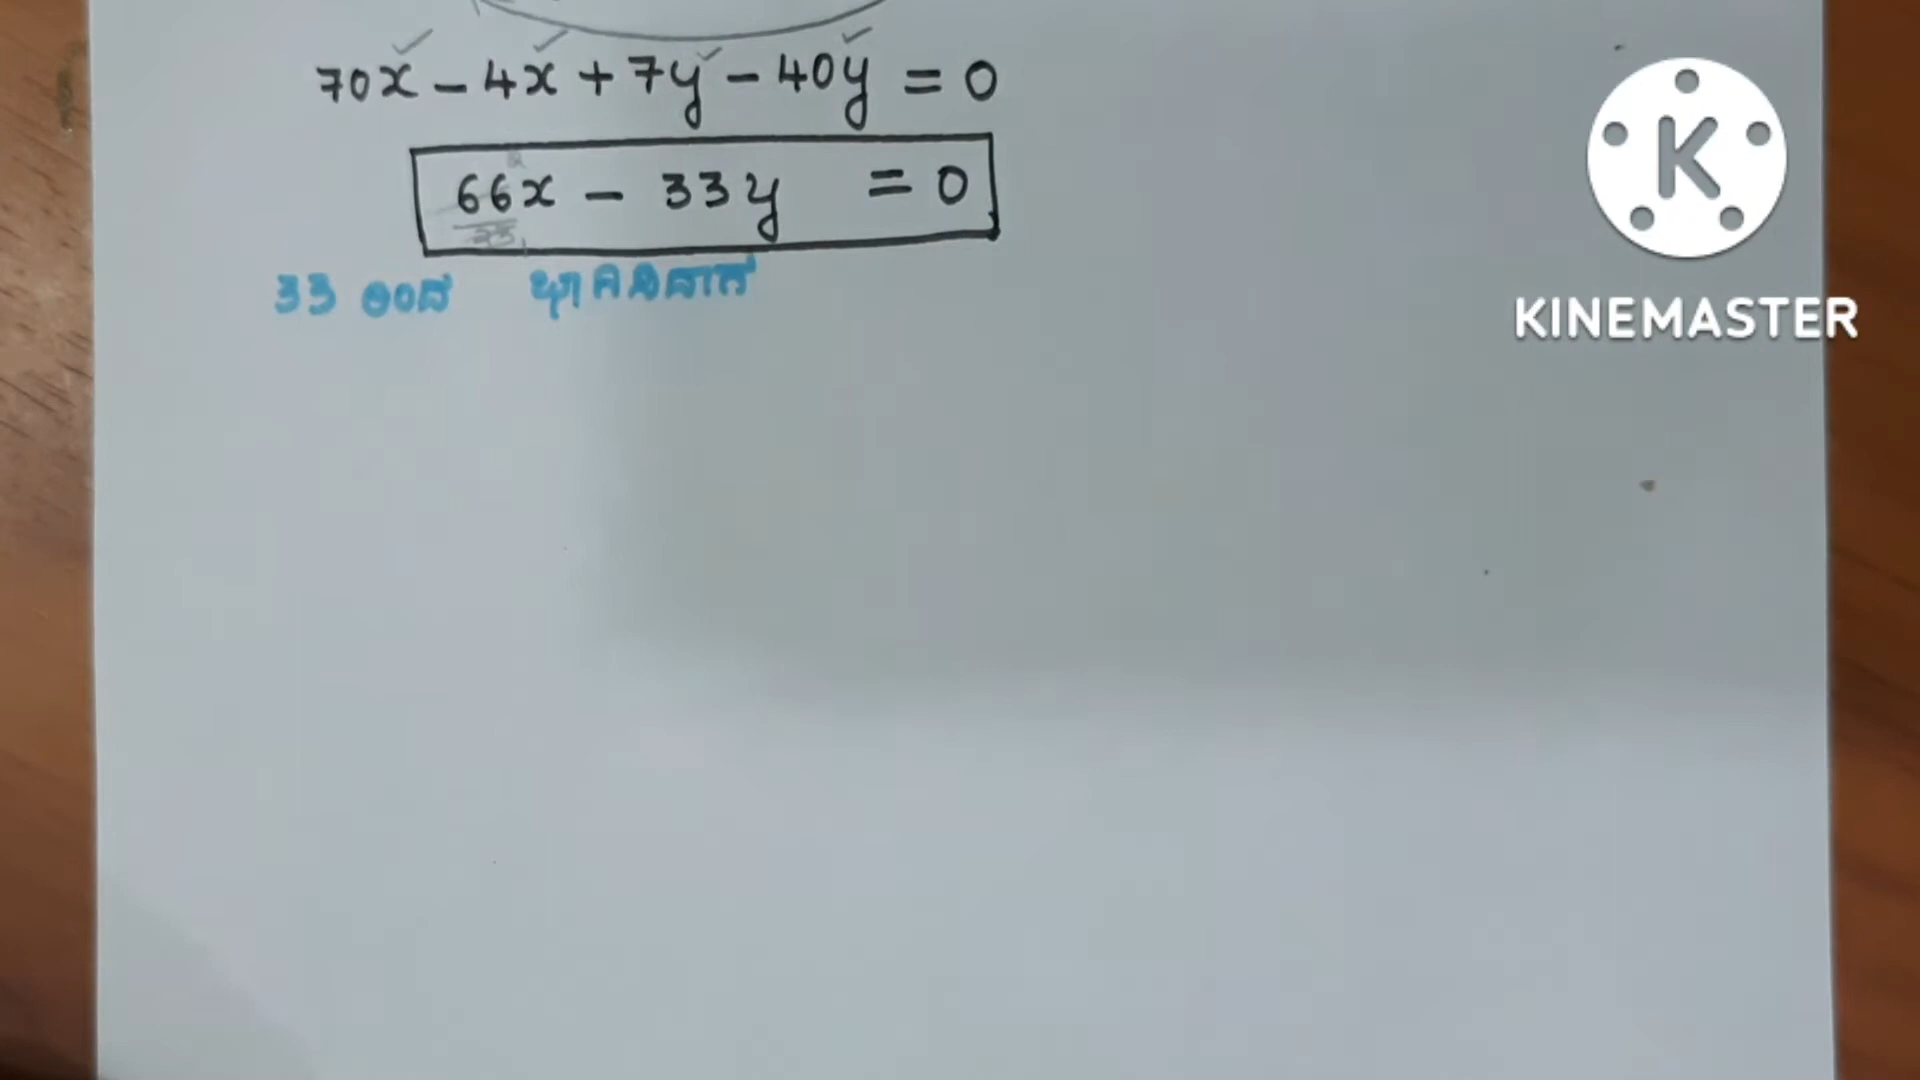 70x - 4x + 7y - 40y = 0
66x - 33y = 0
33 ರಿಂದ ಭಾಗಿಸಿದಾಗ
K
KINEMASTER